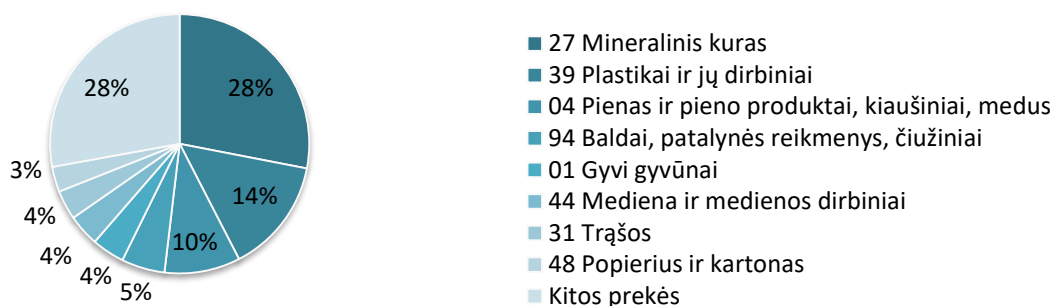 28%
28%
14%
10%
5%
4%
4%
4%
3%
27 Mineralinis kuras
39 Plastikai ir jų dirbiniai
04 Pienas ir pieno produktai, kiaušiniai, medus
94 Baldai, patalynės reikmenys, čiužiniai
01 Gyvi gyvūnai
44 Mediena ir medienos dirbiniai
31 Trąšos
48 Popierius ir kartonas
Kitos prekės